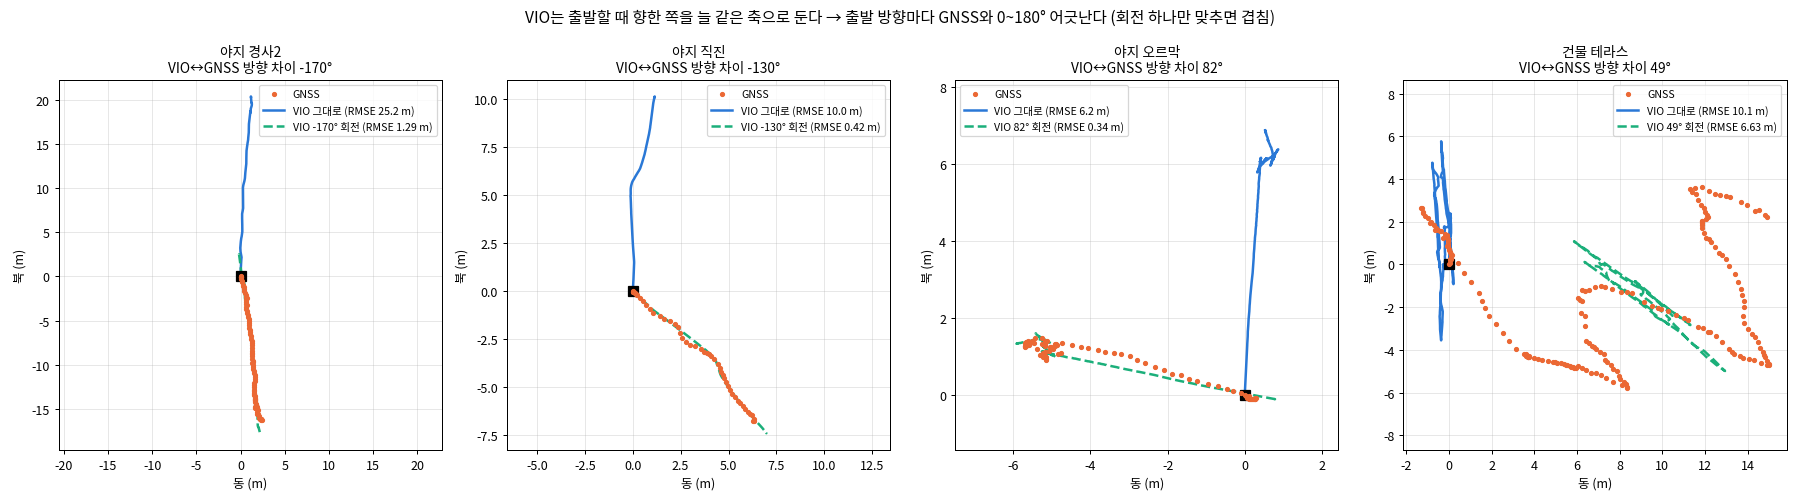 VIO는 출발할 때 향한 쪽을 늘 같은 축으로 둔다 → 출발 방향마다 GNSS와 0~180° 어긋난다 (회전 하나만 맞추면 겹침)
야지 경사2
VIO↔GNSS 방향 차이 -170°
GNSS
VIO 그대로 (RMSE 25.2 m)
VIO -170° 회전 (RMSE 1.29 m)
20
15
10
5
0
-5
-10
-15
북 (m)
-20
-15
-10
-5
0
5
10
15
20
동 (m)
야지 직진
VIO↔GNSS 방향 차이 -130°
GNSS
VIO 그대로 (RMSE 10.0 m)
VIO -130° 회전 (RMSE 0.42 m)
10.0
7.5
5.0
2.5
0.0
-2.5
-5.0
-7.5
북 (m)
-5.0
-2.5
0.0
2.5
5.0
7.5
10.0
12.5
동 (m)
야지 오르막
VIO↔GNSS 방향 차이 82°
GNSS
VIO 그대로 (RMSE 6.2 m)
VIO 82° 회전 (RMSE 0.34 m)
8
6
4
2
0
북 (m)
-6
-4
-2
0
2
동 (m)
건물 테라스
VIO↔GNSS 방향 차이 49°
GNSS
VIO 그대로 (RMSE 10.1 m)
VIO 49° 회전 (RMSE 6.63 m)
8
6
4
2
0
-2
-4
-6
-8
북 (m)
-2
0
2
4
6
8
10
12
14
동 (m)